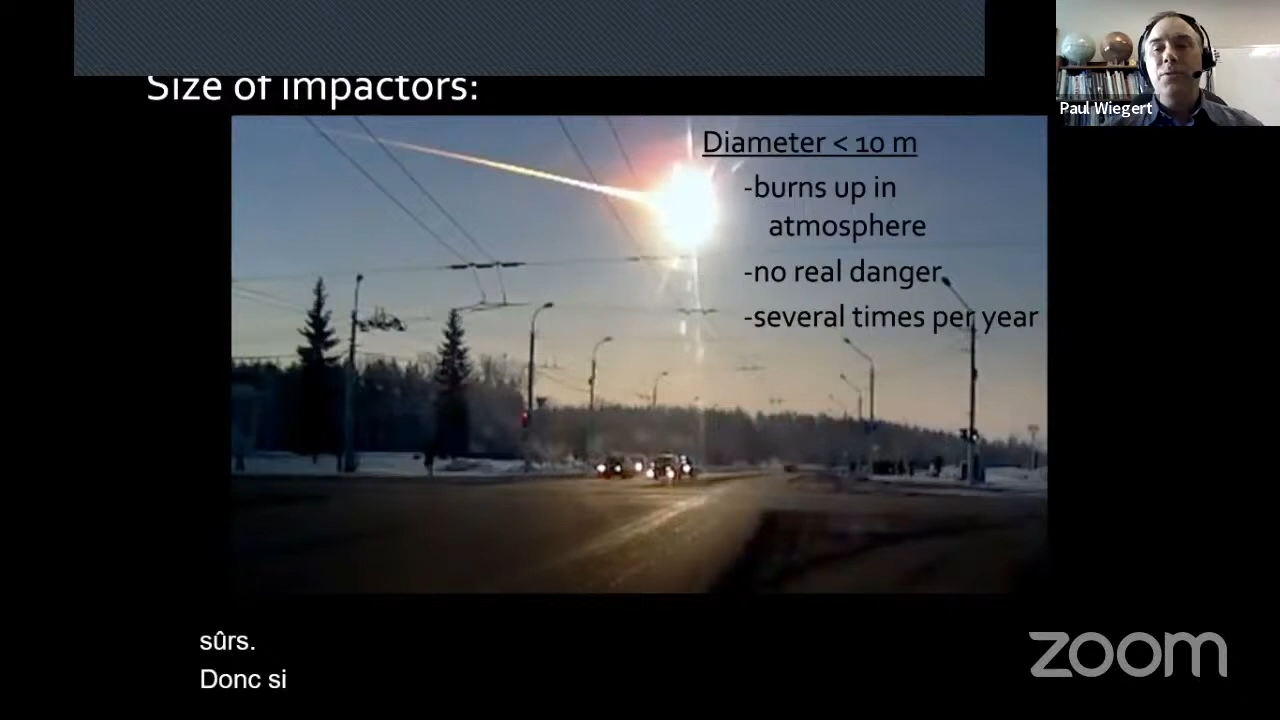 Size of impactors:
Diameter < 10 m
-burns up in
atmosphere
-no real danger
-several times per year
Paul Wiegert
sûrs.
Donc si
zoom